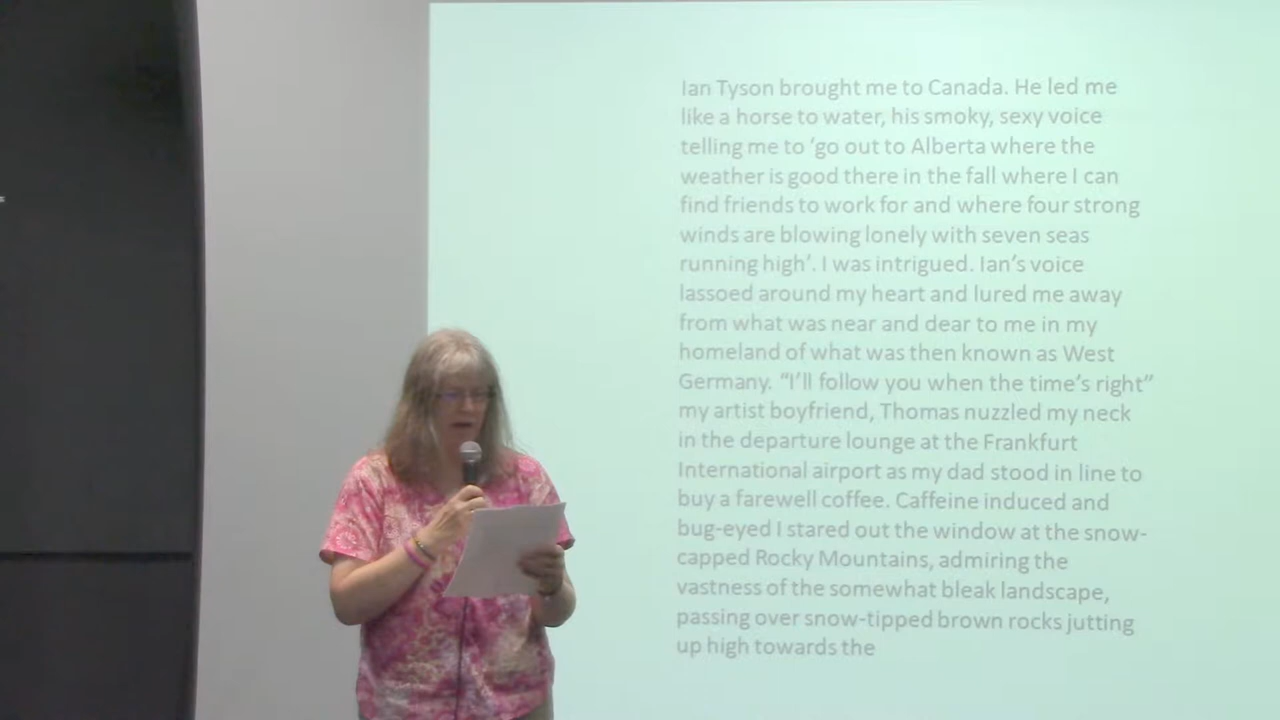 Ian Tyson brought me to Canada. He led me
like a horse to water, his smoky, sexy voice
telling me to ‘go out to Alberta where the
weather is good there in the fall where I can
find friends to work for and where four strong
winds are blowing lonely with seven seas
running high’. I was intrigued. Ian’s voice
lassoed around my heart and lured me away
from what was near and dear to me in my
homeland of what was then known as West
Germany. “I’ll follow you when the time’s right”
my artist boyfriend, Thomas nuzzled my neck
in the departure lounge at the Frankfurt
International airport as my dad stood in line to
buy a farewell coffee. Caffeine induced and
bug-eyed I stared out the window at the snow-
capped Rocky Mountains, admiring the
vastness of the somewhat bleak landscape,
passing over snow-tipped brown rocks jutting
up high towards the